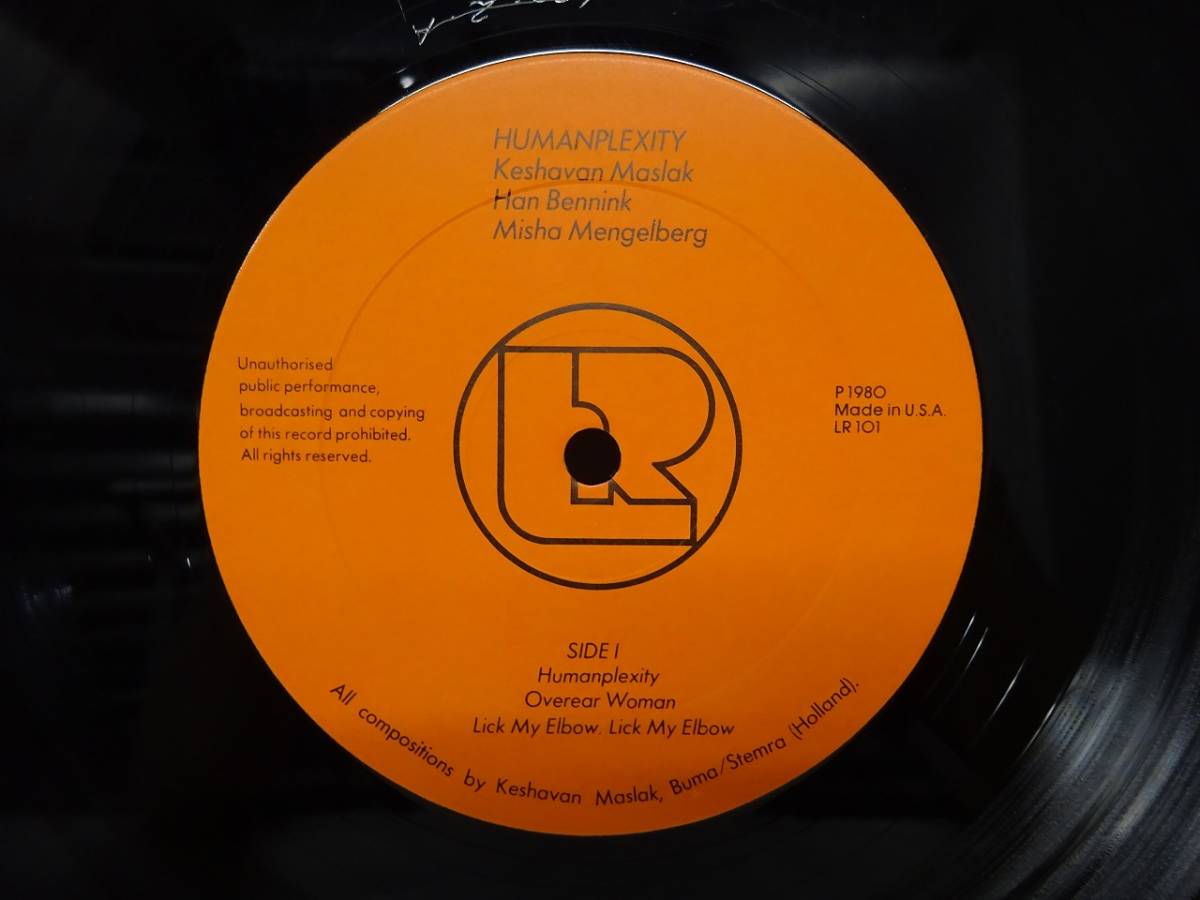 HUMANPLEXITY
Keshavan Maslak
Han Bennink
Misha Mengelberg
Unauthorised
public performance,
broadcasting and copying
of this record prohibited.
All rights reserved.
P 1980
Made in U.S.A.
LR 101
LR
SIDE I
Humanplexity
Overear Woman
Lick My Elbow, Lick My Elbow
All compositions by Keshavan Maslak, Buma/Stemra (Holland).